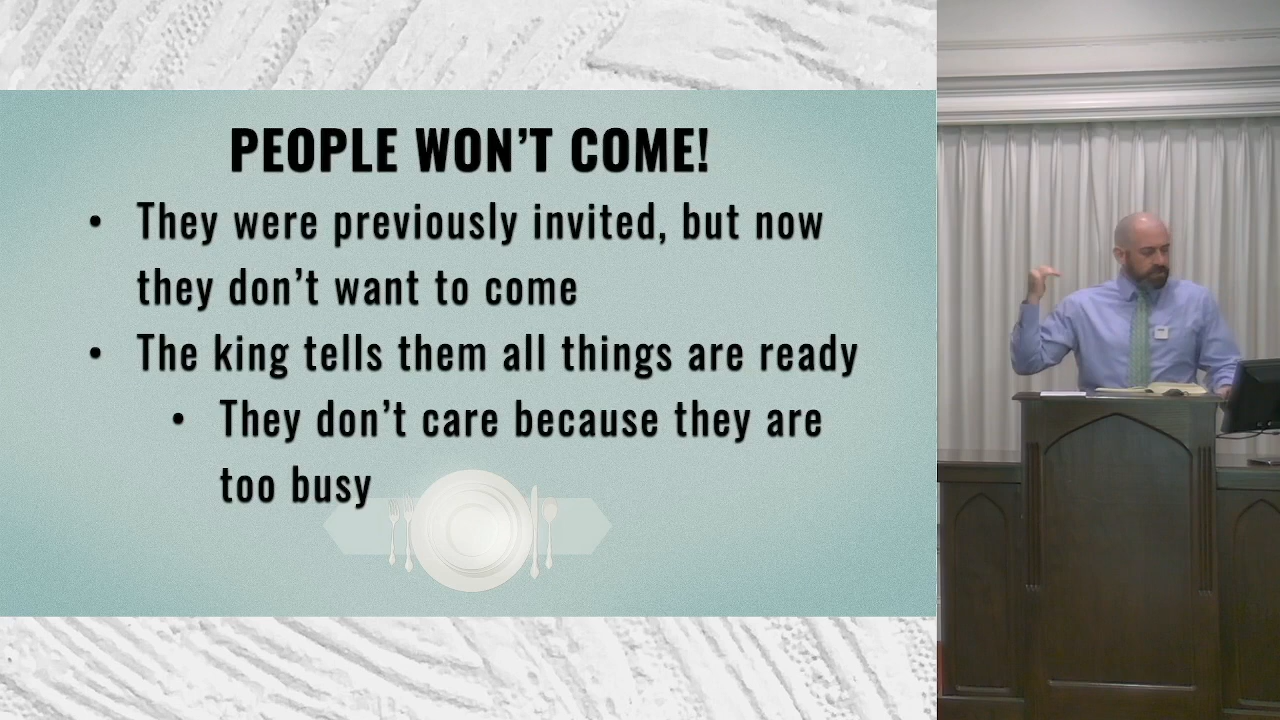 PEOPLE WON’T COME!
• They were previously invited, but now
they don’t want to come
• The king tells them all things are ready
• They don’t care because they are
too busy